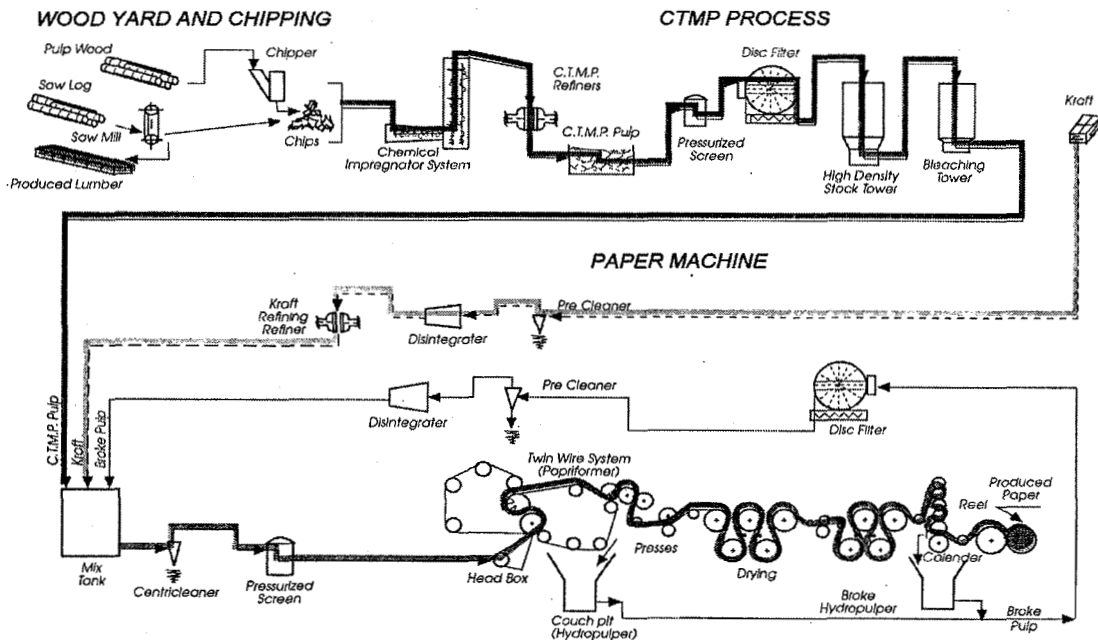 WOOD YARD AND CHIPPING
CTMP PROCESS
Pulp Wood
Chipper
Saw Log
Saw Mill
Chips
Produced Lumber
Chemical
Impregnator System
C.T.M.P.
Refiners
C.T.M.P. Pulp
Pressurized
Screen
Disc Filter
High Density
Stock Tower
Bleaching
Tower
Kraft
PAPER MACHINE
Kraft
Refining
Refiner
Disintegrater
Pre Cleaner
Disintegrater
Pre Cleaner
Disc Filter
C.T.M.P. Pulp
Kraft
Broke Pulp
Mix
Tank
Centricleaner
Pressurized
Screen
Head Box
Twin Wire System
(Papriformer)
Couch pit
(Hydropulper)
Presses
Drying
Broke
Hydropulper
Calender
Reel
Produced
Paper
Broke
Pulp